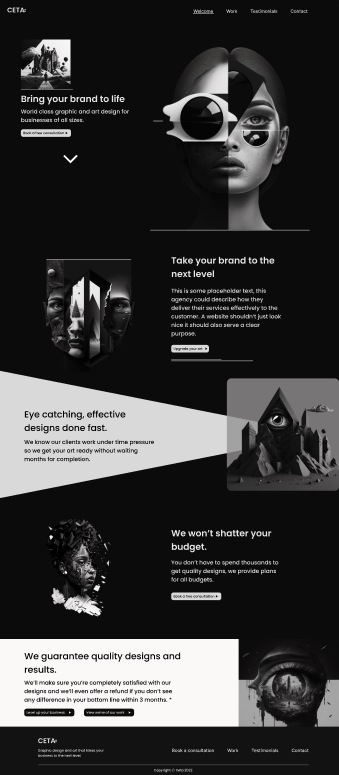 CETA
Welcome Work Testimonials Contact
Bring your brand to life
World class graphic and art design for
businesses of all sizes.
Book a free consultation
Take your brand to the
next level
This is some placeholder text, this
agency could describe how they
deliver their services effectively to the
customer. A website shouldn't just look
nice it should also serve a clear
purpose.
Upgrade your art
Eye catching, effective
designs done fast.
We know our clients work under time pressure
so we get your art ready without waiting
months for completion.
We won't shatter your
budget.
You don't have to spend thousands to
get quality designs, we provide plans
for all budgets.
Book a free consultation
We guarantee quality designs and
results.
We'll make sure you're completely satisfied with our
designs and we'll even offer a refund if you don't see
any difference in your bottom line within 3 months. *
Level up your business View some of our work
CETA
Graphic design and art that takes your
business to the next level.
Book a consultation Work Testimonials Contact
Copyright © Ceta 2022